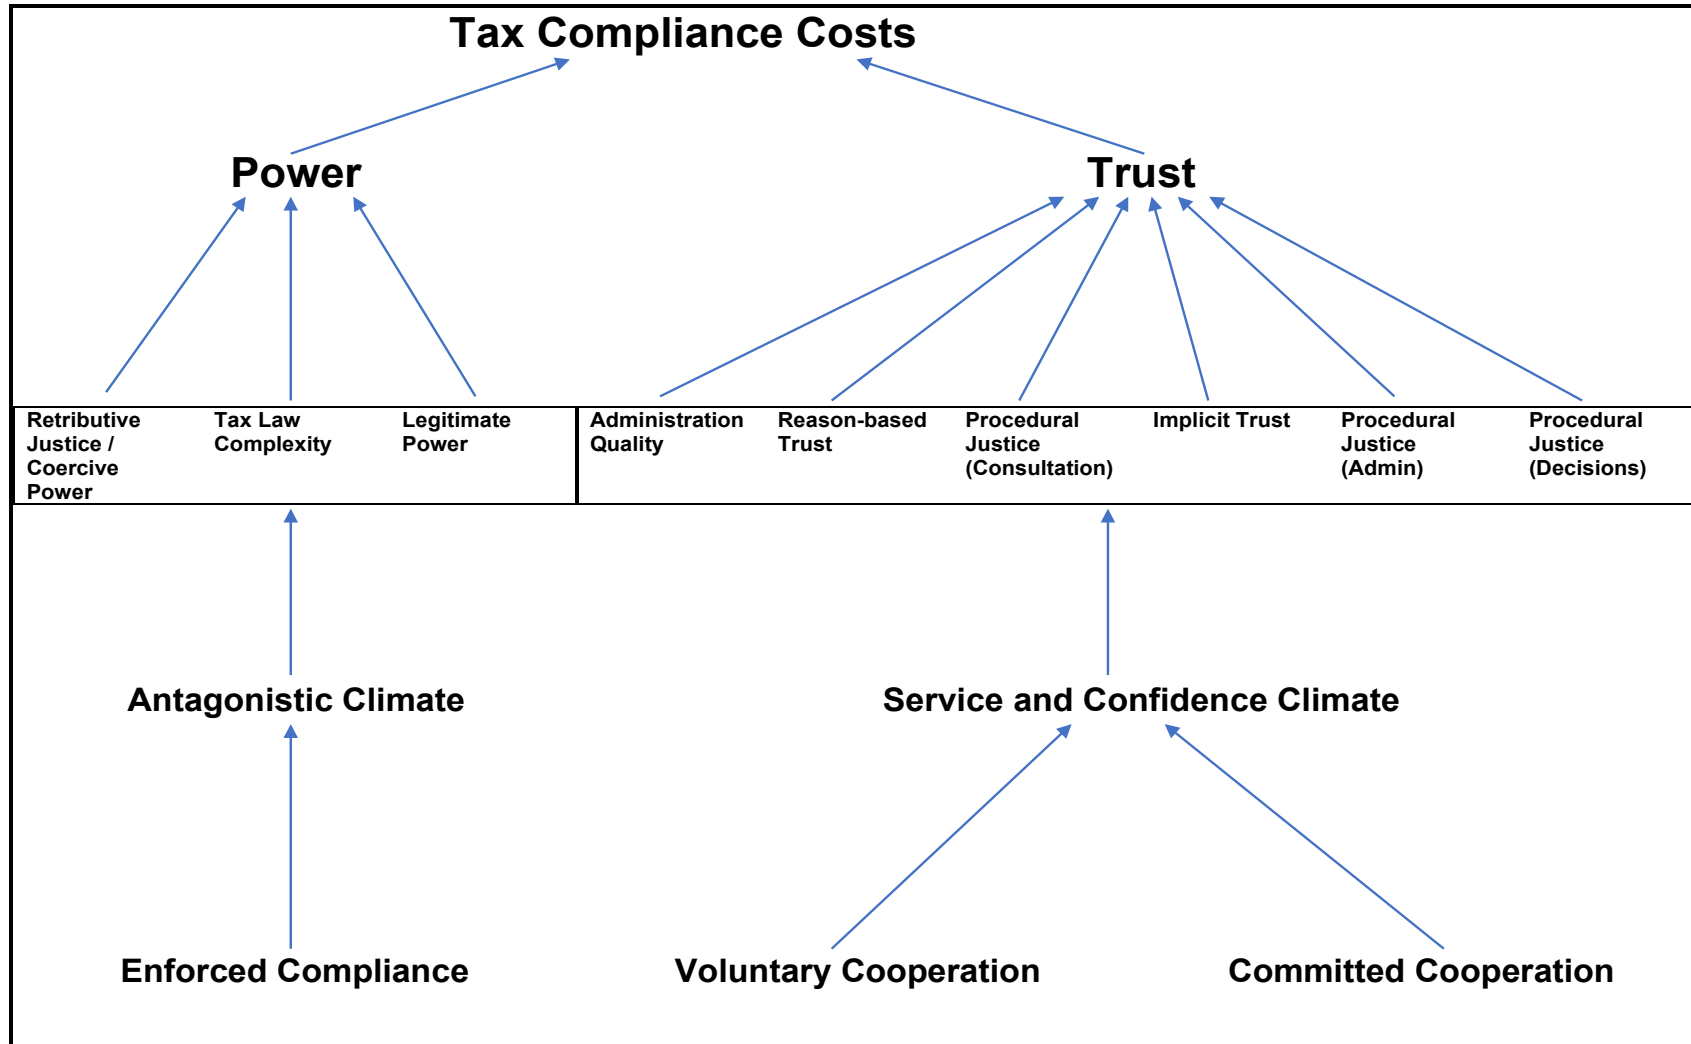 Tax Compliance Costs
Power
Trust
Retributive
Justice /
Coercive
Power
Tax Law
Complexity
Legitimate
Power
Administration
Quality
Reason-based
Trust
Procedural
Justice
(Consultation)
Implicit Trust
Procedural
Justice
(Admin)
Procedural
Justice
(Decisions)
Antagonistic Climate
Service and Confidence Climate
Enforced Compliance
Voluntary Cooperation
Committed Cooperation